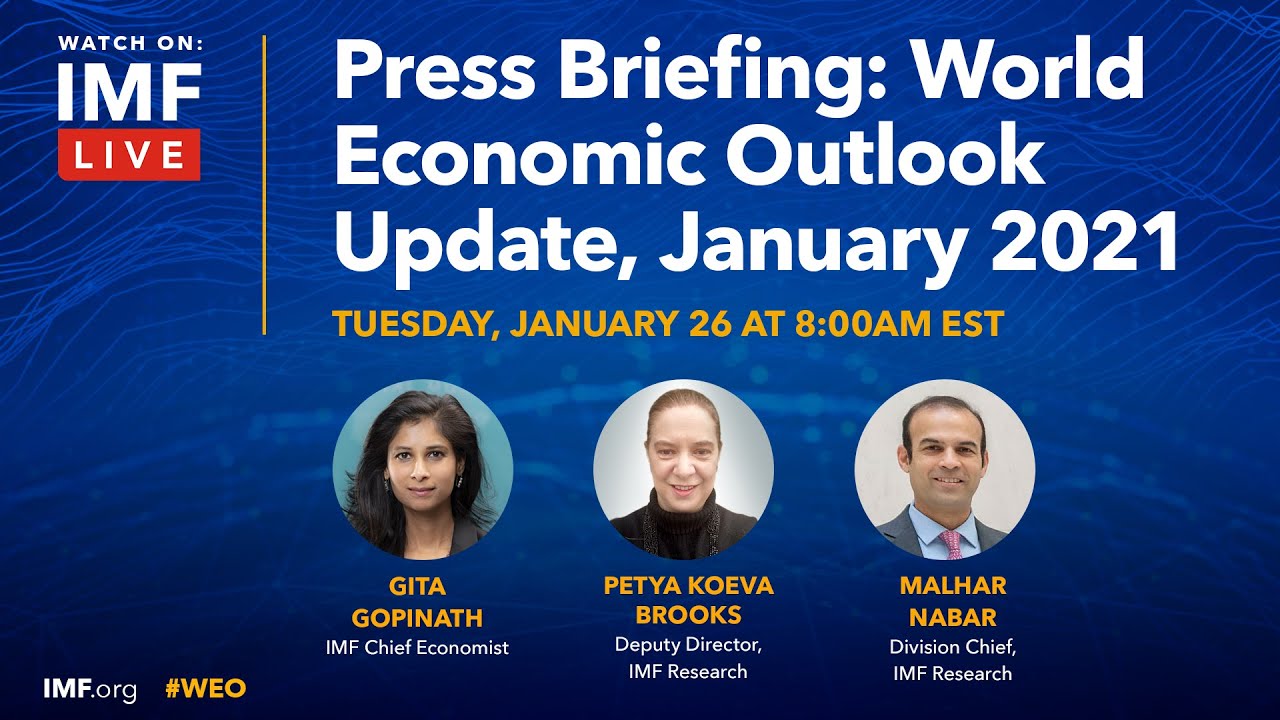 WATCH ON:
IMF
LIVE
Press Briefing: World
Economic Outlook
Update, January 2021
TUESDAY, JANUARY 26 AT 8:00AM EST
GITA
GOPINATH
IMF Chief Economist
PETYA KOEVA
BROOKS
Deputy Director,
IMF Research
MALHAR
NABAR
Division Chief,
IMF Research
IMF.org #WEO